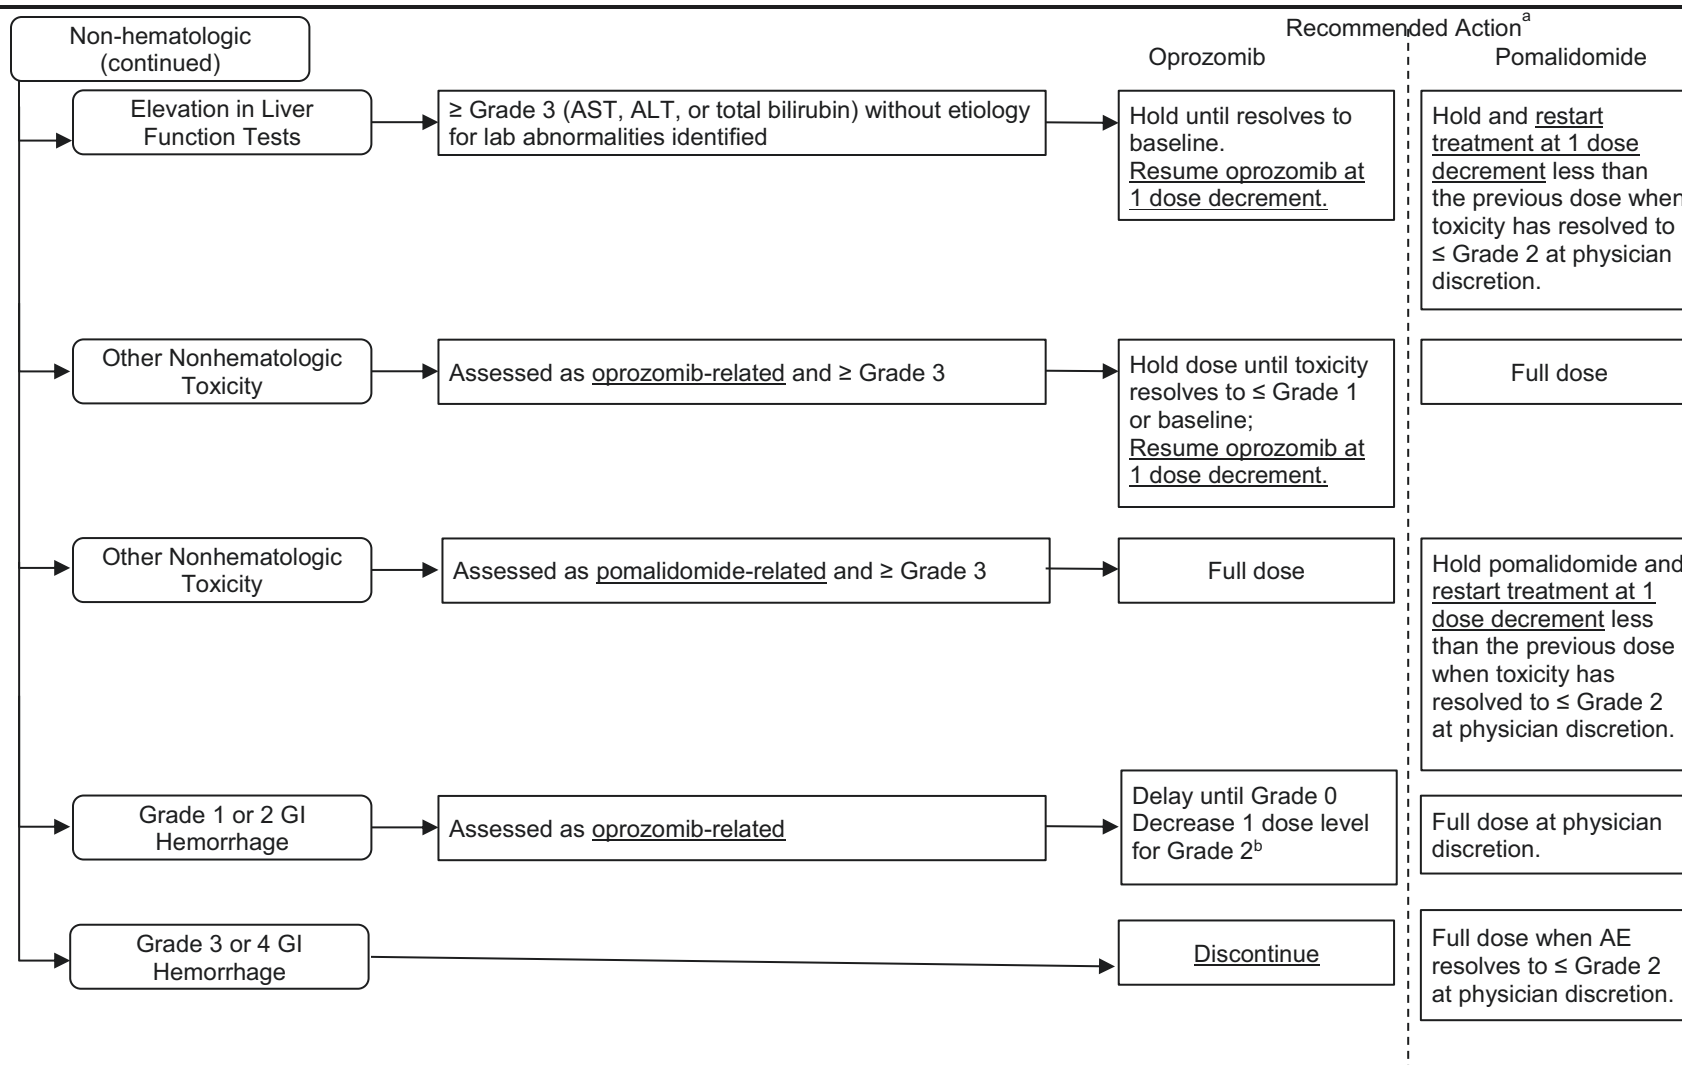 Non-hematologic
(continued)
Recommended Actionᵃ
Oprozomib
Pomalidomide
Elevation in Liver
Function Tests
≥ Grade 3 (AST, ALT, or total bilirubin) without etiology
for lab abnormalities identified
Hold until resolves to
baseline.
Resume oprozomib at
1 dose decrement.
Hold and restart
treatment at 1 dose
decrement less than
the previous dose when
toxicity has resolved to
≤ Grade 2 at physician
discretion.
Other Nonhematologic
Toxicity
Assessed as oprozomib-related and ≥ Grade 3
Hold dose until toxicity
resolves to ≤ Grade 1
or baseline;
Resume oprozomib at
1 dose decrement.
Full dose
Other Nonhematologic
Toxicity
Assessed as pomalidomide-related and ≥ Grade 3
Full dose
Hold pomalidomide and
restart treatment at 1
dose decrement less
than the previous dose
when toxicity has
resolved to ≤ Grade 2
at physician discretion.
Grade 1 or 2 GI
Hemorrhage
Assessed as oprozomib-related
Delay until Grade 0
Decrease 1 dose level
for Grade 2ᵇ
Full dose at physician
discretion.
Grade 3 or 4 GI
Hemorrhage
Discontinue
Full dose when AE
resolves to ≤ Grade 2
at physician discretion.